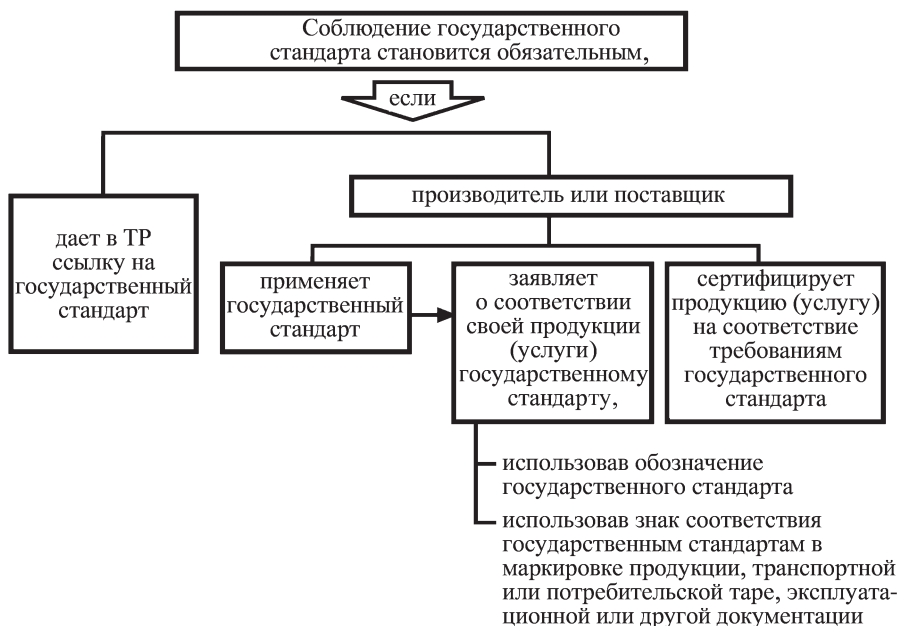 Соблюдение государственного
стандарта становится обязательным,
если
производитель или поставщик
дает в ТР
ссылку на
государственный
стандарт
применяет
государственный
стандарт
заявляет
о соответствии
своей продукции
(услуги)
государственному
стандарту,
сертифицирует
продукцию (услугу)
на соответствие
требованиям
государственного
стандарта
использовав обозначение
государственного стандарта
использовав знак соответствия
государственным стандартам в
маркировке продукции, транспортной
или потребительской таре, эксплуата-
ционной или другой документации